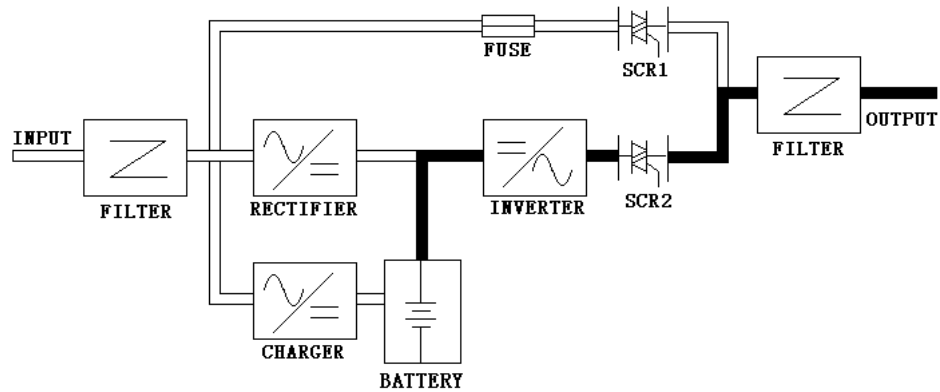 FUSE
SCR1
INPUT
OUTPUT
FILTER
FILTER
RECTIFIER
INVERTER
SCR2
CHARGER
BATTERY